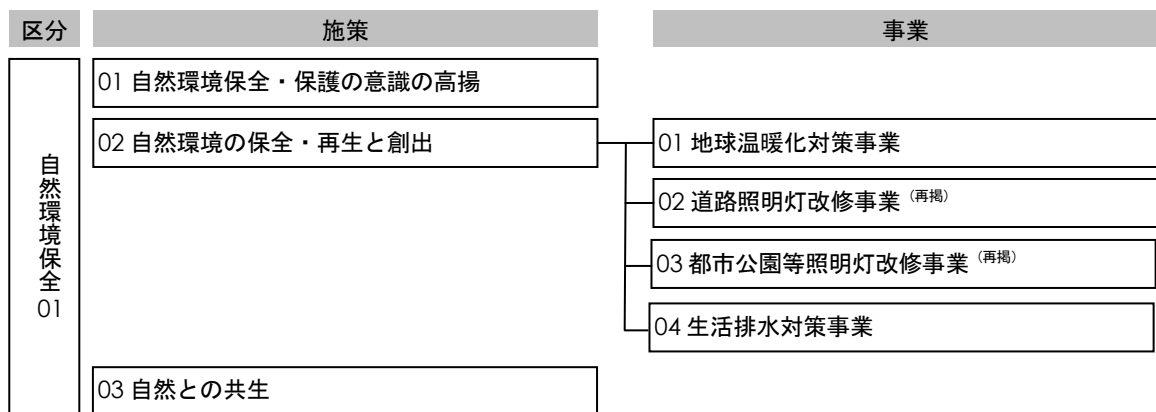 区分
施策
事業
自然環境保全01
01 自然環境保全・保護の意識の高揚
02 自然環境の保全・再生と創出
01 地球温暖化対策事業
02 道路照明灯改修事業（再掲）
03 都市公園等照明灯改修事業（再掲）
04 生活排水対策事業
03 自然との共生